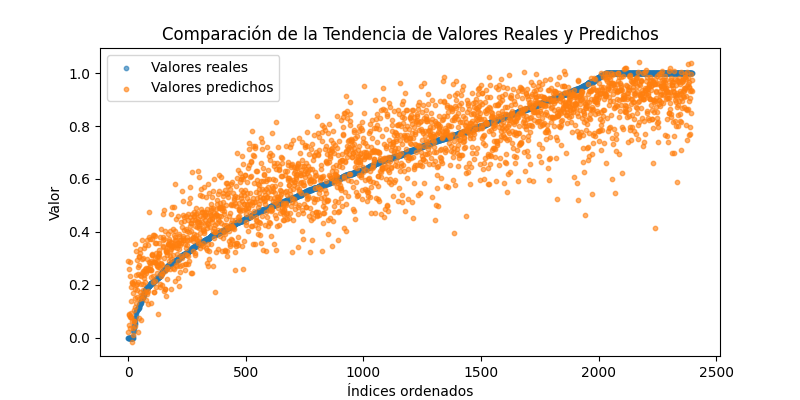 Comparación de la Tendencia de Valores Reales y Predichos
Valores reales
Valores predichos
Valor
1.0
0.8
0.6
0.4
0.2
0.0
0 500 1000 1500 2000 2500
Índices ordenados